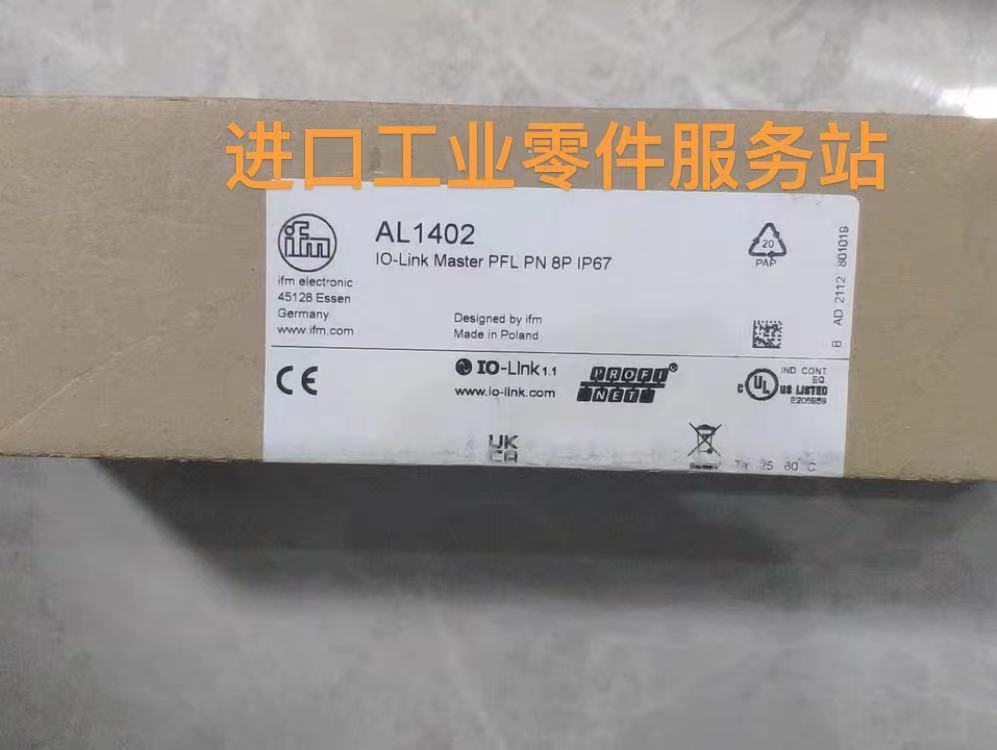 进口工业零件服务站
ifm
ifm electronic
45128 Essen
Germany
www.ifm.com
AL1402
IO-Link Master PFL PN 8P IP67
Designed by ifm
Made in Poland
20
PAP
B AD 2112 801019
CE
IO-Link 1.1
www.io-link.com
PROFI
NET
®
C UL US LISTED
IND. CONT.
EQ.
UK
CA